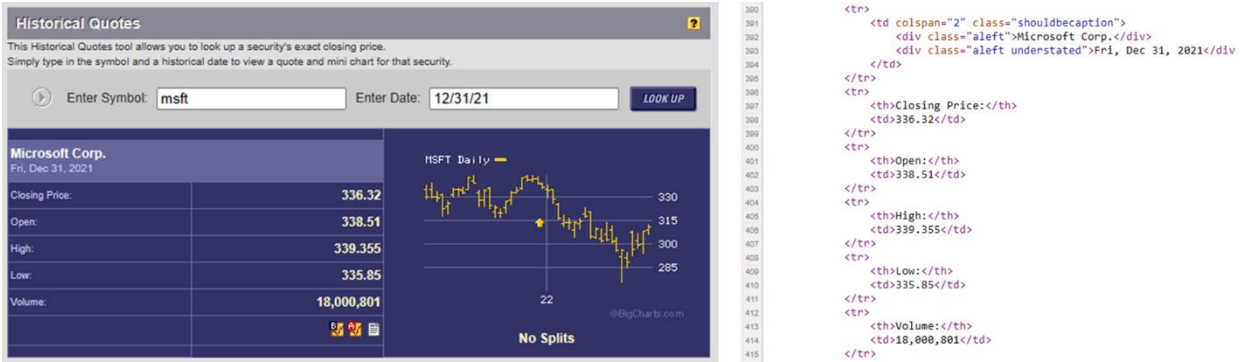 Historical Quotes
?
This Historical Quotes tool allows you to look up a security's exact closing price.
Simply type in the symbol and a historical date to view a quote and mini chart for that security.
Enter Symbol: msft Enter Date: 12/31/21 LOOK UP
Microsoft Corp.
Fri, Dec 31, 2021
Closing Price: 336.32
Open: 338.51
High: 339.355
Low: 335.85
Volume: 18,000,801
MSFT Daily
330
315
300
285
22
©BigCharts.com
No Splits
390 <tr>
391 <td colspan="2" class="shouldbecaption">
392 <div class="aleft">Microsoft Corp.</div>
393 <div class="aleft understated">Fri, Dec 31, 2021</div
394 </td>
395 </tr>
396 <tr>
397 <th>Closing Price:</th>
398 <td>336.32</td>
399 </tr>
400 <tr>
401 <th>Open:</th>
402 <td>338.51</td>
403 </tr>
404 <tr>
405 <th>High:</th>
406 <td>339.355</td>
407 </tr>
408 <tr>
409 <th>Low:</th>
410 <td>335.85</td>
411 </tr>
412 <tr>
413 <th>Volume:</th>
414 <td>18,000,801</td>
415 </tr>